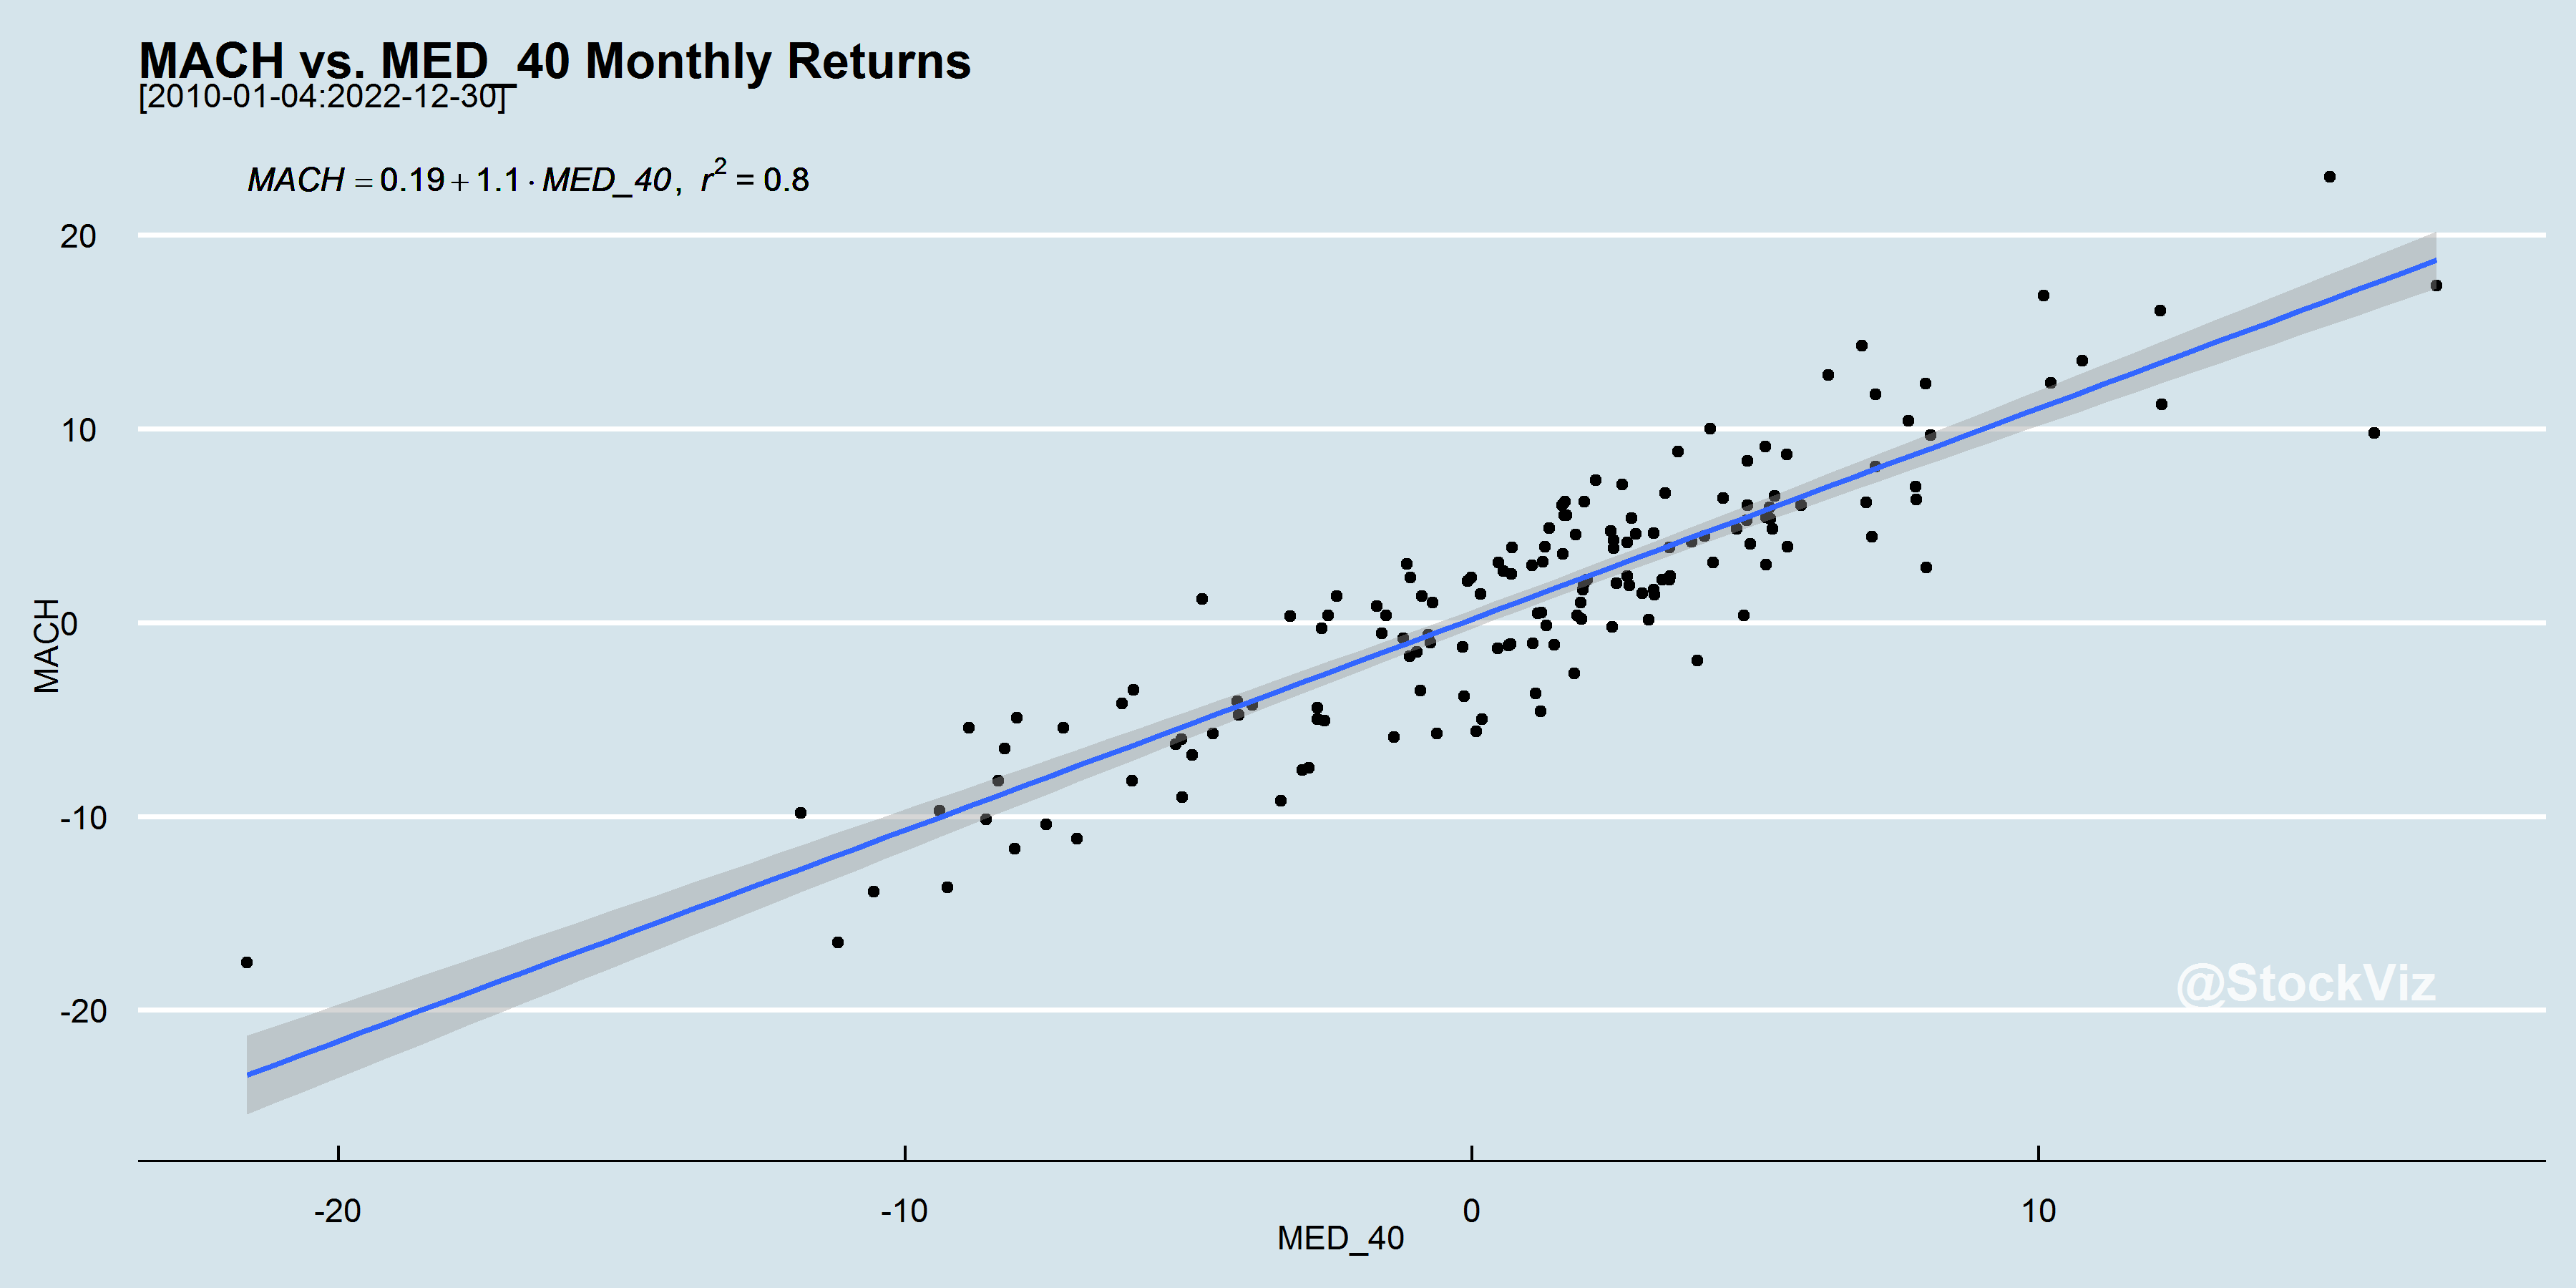 MACH vs. MED_40 Monthly Returns
[2010-01-04:2022-12-30]
MACH = 0.19 + 1.1 · MED_40, r² = 0.8
20
10
0
-10
-20
MACH
@StockViz
-20 -10 0 10
MED_40